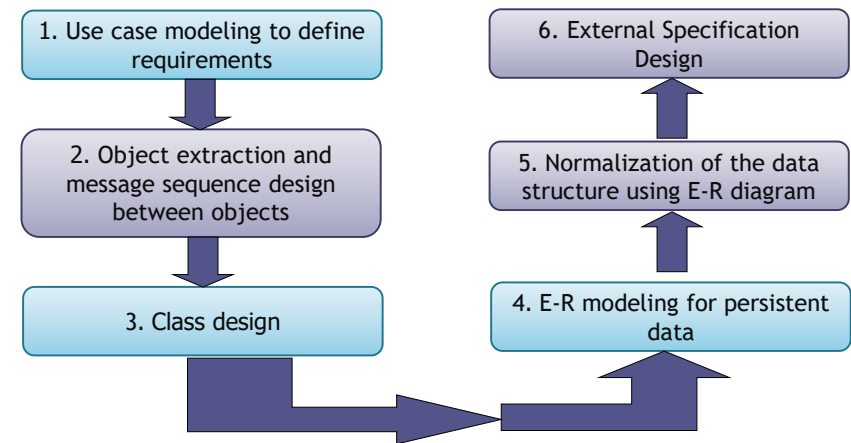 1. Use case modeling to define
requirements
2. Object extraction and
message sequence design
between objects
3. Class design
4. E-R modeling for persistent
data
5. Normalization of the data
structure using E-R diagram
6. External Specification
Design